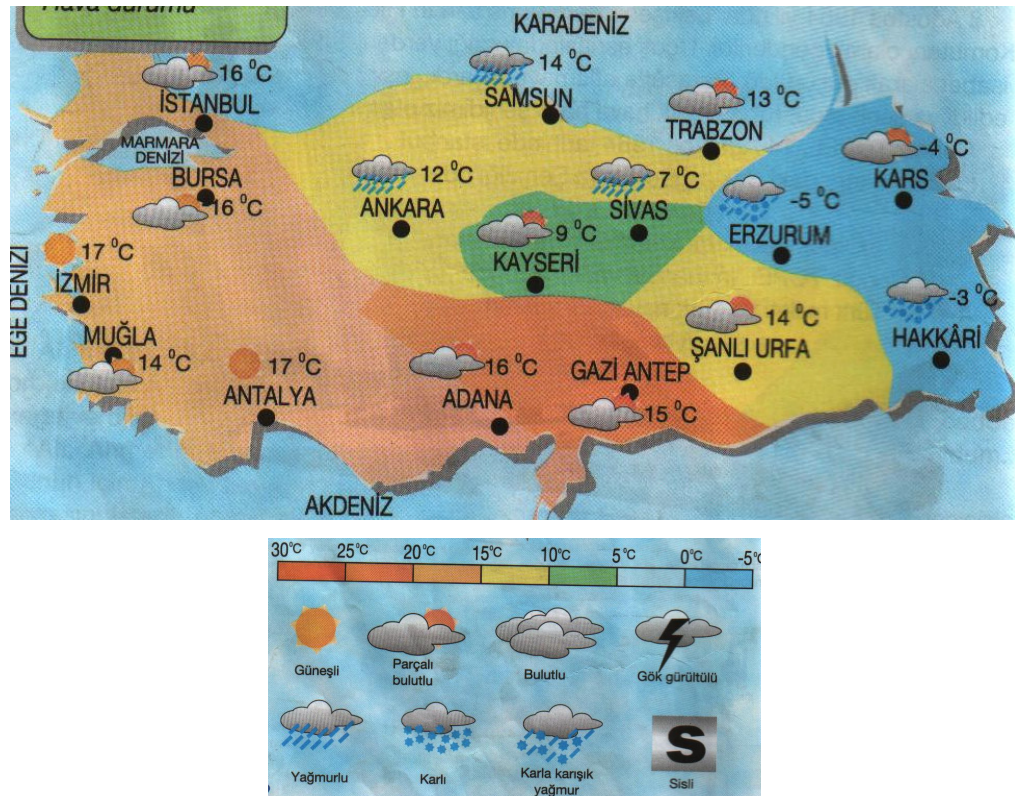 Hava durumu
KARADENİZ
16 °C
İSTANBUL
14 °C
SAMSUN
13 °C
TRABZON
-4 °C
KARS
MARMARA
DENİZİ
BURSA
16 °C
12 °C
ANKARA
7 °C
SİVAS
-5 °C
ERZURUM
9 °C
KAYSERİ
EGE DENİZİ
17 °C
İZMİR
-3 °C
HAKKÂRİ
MUĞLA
14 °C
17 °C
ANTALYA
16 °C
ADANA
GAZİ ANTEP
15 °C
14 °C
ŞANLI URFA
AKDENİZ
30°C 25°C 20°C 15°C 10°C 5°C 0°C -5°C
Güneşli
Parçalı
bulutlu
Bulutlu
Gök gürültülü
Yağmurlu
Karlı
Karla karışık
yağmur
S
Sisli